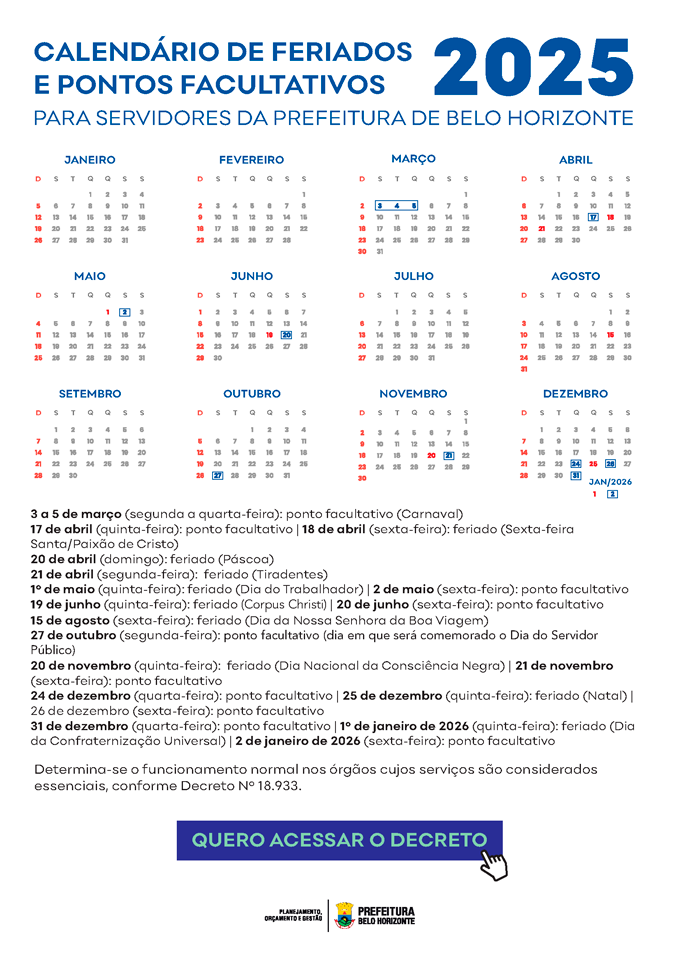 CALENDÁRIO DE FERIADOS
E PONTOS FACULTATIVOS
2025
PARA SERVIDORES DA PREFEITURA DE BELO HORIZONTE
JANEIRO
D S T Q Q S S
1 2 3 4
5 6 7 8 9 10 11
12 13 14 15 16 17 18
19 20 21 22 23 24 25
26 27 28 29 30 31
FEVEREIRO
D S T Q Q S S
1
2 3 4 5 6 7 8
9 10 11 12 13 14 15
16 17 18 19 20 21 22
23 24 25 26 27 28
MARÇO
D S T Q Q S S
1
2 3 4 5 6 7 8
9 10 11 12 13 14 15
16 17 18 19 20 21 22
23 24 25 26 27 28 29
30 31
ABRIL
D S T Q Q S S
1 2 3 4 5
6 7 8 9 10 11 12
13 14 15 16 17 18 19
20 21 22 23 24 25 26
27 28 29 30
MAIO
D S T Q Q S S
1 2 3
4 5 6 7 8 9 10
11 12 13 14 15 16 17
18 19 20 21 22 23 24
25 26 27 28 29 30 31
JUNHO
D S T Q Q S S
1 2 3 4 5 6 7
8 9 10 11 12 13 14
15 16 17 18 19 20 21
22 23 24 25 26 27 28
29 30
JULHO
D S T Q Q S S
1 2 3 4 5
6 7 8 9 10 11 12
13 14 15 16 17 18 19
20 21 22 23 24 25 26
27 28 29 30 31
AGOSTO
D S T Q Q S S
1 2
3 4 5 6 7 8 9
10 11 12 13 14 15 16
17 18 19 20 21 22 23
24 25 26 27 28 29 30
31
SETEMBRO
D S T Q Q S S
1 2 3 4 5 6
7 8 9 10 11 12 13
14 15 16 17 18 19 20
21 22 23 24 25 26 27
28 29 30
OUTUBRO
D S T Q Q S S
1 2 3 4
5 6 7 8 9 10 11
12 13 14 15 16 17 18
19 20 21 22 23 24 25
26 27 28 29 30 31
NOVEMBRO
D S T Q Q S S
1
2 3 4 5 6 7 8
9 10 11 12 13 14 15
16 17 18 19 20 21 22
23 24 25 26 27 28 29
30
DEZEMBRO
D S T Q Q S S
1 2 3 4 5 6
7 8 9 10 11 12 13
14 15 16 17 18 19 20
21 22 23 24 25 26 27
28 29 30 31
JAN/2026
1 2
3 a 5 de março (segunda a quarta-feira): ponto facultativo (Carnaval)
17 de abril (quinta-feira): ponto facultativo | 18 de abril (sexta-feira): feriado (Sexta-feira
Santa/Paixão de Cristo)
20 de abril (domingo): feriado (Páscoa)
21 de abril (segunda-feira): feriado (Tiradentes)
1º de maio (quinta-feira): feriado (Dia do Trabalhador) | 2 de maio (sexta-feira): ponto facultativo
19 de junho (quinta-feira): feriado (Corpus Christi) | 20 de junho (sexta-feira): ponto facultativo
15 de agosto (sexta-feira): feriado (Dia da Nossa Senhora da Boa Viagem)
27 de outubro (segunda-feira): ponto facultativo (dia em que será comemorado o Dia do Servidor
Público)
20 de novembro (quinta-feira): feriado (Dia Nacional da Consciência Negra) | 21 de novembro
(sexta-feira): ponto facultativo
24 de dezembro (quarta-feira): ponto facultativo | 25 de dezembro (quinta-feira): feriado (Natal) |
26 de dezembro (sexta-feira): ponto facultativo
31 de dezembro (quarta-feira): ponto facultativo | 1º de janeiro de 2026 (quinta-feira): feriado (Dia
da Confraternização Universal) | 2 de janeiro de 2026 (sexta-feira): ponto facultativo
Determina-se o funcionamento normal nos órgãos cujos serviços são considerados
essenciais, conforme Decreto Nº 18.933.
QUERO ACESSAR O DECRETO
PLANEJAMENTO,
ORÇAMENTO E GESTÃO
PREFEITURA
BELO HORIZONTE